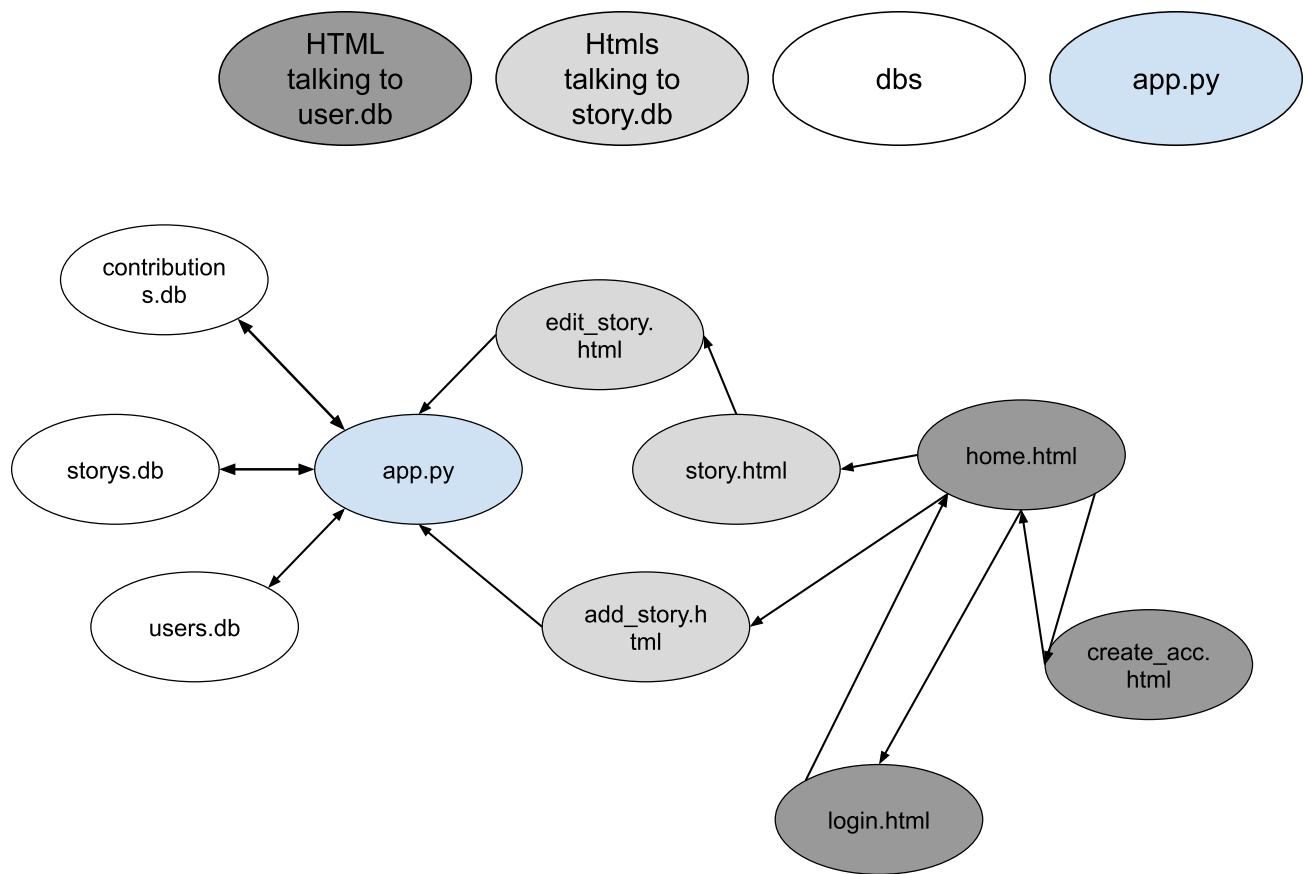 HTML
talking to
user.db
Htmls
talking to
story.db
dbs
app.py
contribution
s.db
edit_story.
html
storys.db
app.py
story.html
home.html
users.db
add_story.h
tml
create_acc.
html
login.html